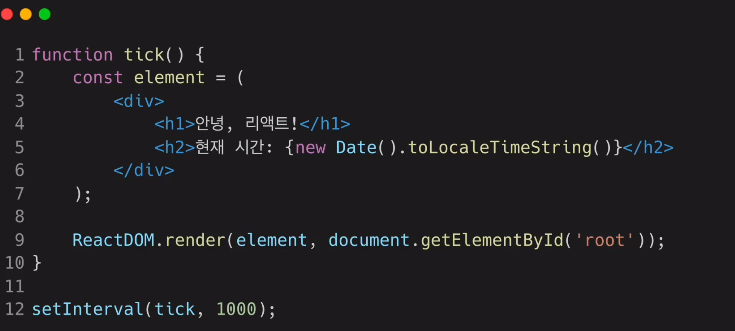 1 function tick() {
2     const element = (
3         <div>
4             <h1>안녕, 리액트!</h1>
5             <h2>현재 시간: {new Date().toLocaleTimeString()}</h2>
6         </div>
7     );
8
9     ReactDOM.render(element, document.getElementById('root'));
10 }
11
12 setInterval(tick, 1000);